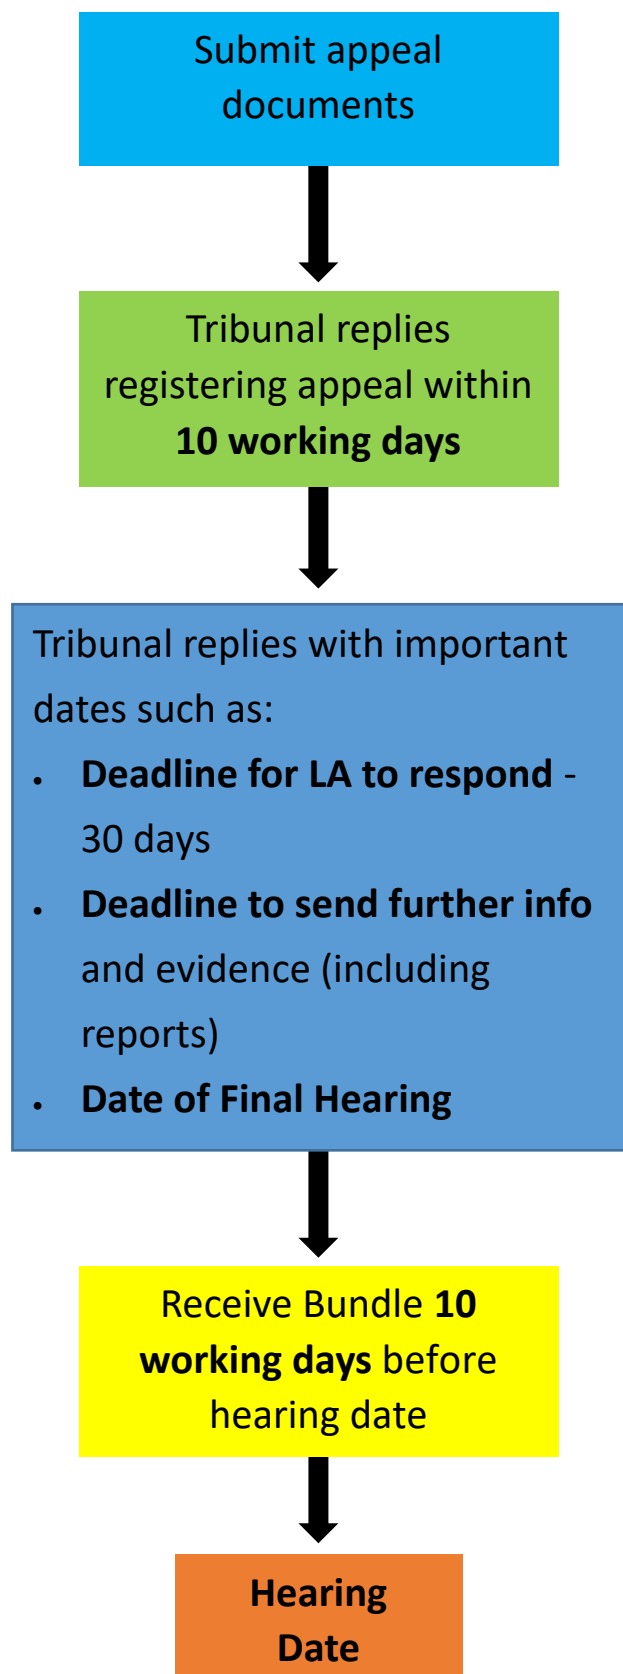 Submit appeal
documents
Tribunal replies
registering appeal within
10 working days
Tribunal replies with important
dates such as:
• Deadline for LA to respond -
30 days
• Deadline to send further info
and evidence (including
reports)
• Date of Final Hearing
Receive Bundle 10
working days before
hearing date
Hearing
Date